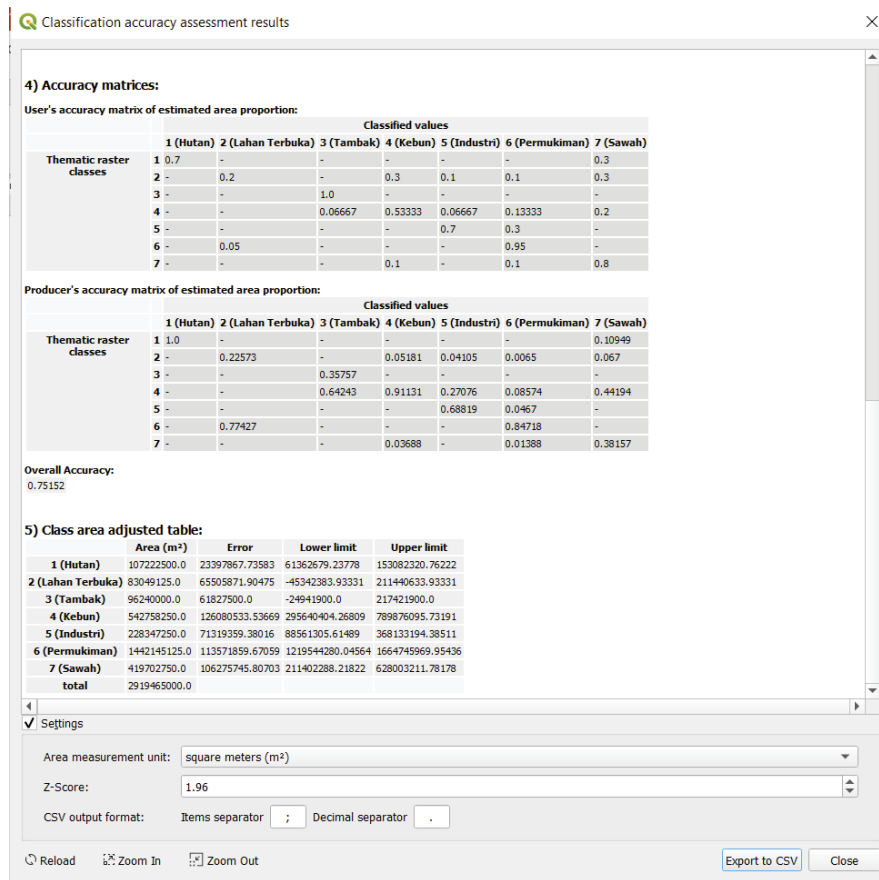 Classification accuracy assessment results
4) Accuracy matrices:
User's accuracy matrix of estimated area proportion:
Classified values
1 (Hutan) 2 (Lahan Terbuka) 3 (Tambak) 4 (Kebun) 5 (Industri) 6 (Permukiman) 7 (Sawah)
Thematic raster classes 1 0.7 - - - - - 0.3
2 - 0.2 - 0.3 0.1 0.1 0.3
3 - - 1.0 - - - -
4 - - 0.06667 0.53333 0.06667 0.13333 0.2
5 - - - - 0.7 0.3 -
6 - 0.05 - - - 0.95 -
7 - - - 0.1 - 0.1 0.8
Producer's accuracy matrix of estimated area proportion:
Classified values
1 (Hutan) 2 (Lahan Terbuka) 3 (Tambak) 4 (Kebun) 5 (Industri) 6 (Permukiman) 7 (Sawah)
Thematic raster classes 1 1.0 - - - - - 0.10949
2 - 0.22573 - 0.05181 0.04105 0.0065 0.067
3 - - 0.35757 - - - -
4 - - 0.64243 0.91131 0.27076 0.08574 0.44194
5 - - - - 0.68819 0.0467 -
6 - 0.77427 - - - 0.84718 -
7 - - - 0.03688 - 0.01388 0.38157
Overall Accuracy:
0.75152
5) Class area adjusted table:
Area (m²) Error Lower limit Upper limit
1 (Hutan) 107222500.0 23397867.73583 61362679.23778 153082320.76222
2 (Lahan Terbuka) 83049125.0 65505871.90475 -45342383.93331 211440633.93331
3 (Tambak) 96240000.0 61827500.0 -24941900.0 217421900.0
4 (Kebun) 542758250.0 126080533.53669 295640404.26809 789876095.73191
5 (Industri) 228347250.0 71319359.38016 88561305.61489 368133194.38511
6 (Permukiman) 1442145125.0 113571859.67059 1219544280.04564 1664745969.95436
7 (Sawah) 419702750.0 106275745.80703 211402288.21822 628003211.78178
total 2919465000.0
Settings
Area measurement unit: square meters (m²)
Z-Score: 1.96
CSV output format: Items separator ; Decimal separator .
Reload Zoom In Zoom Out Export to CSV Close